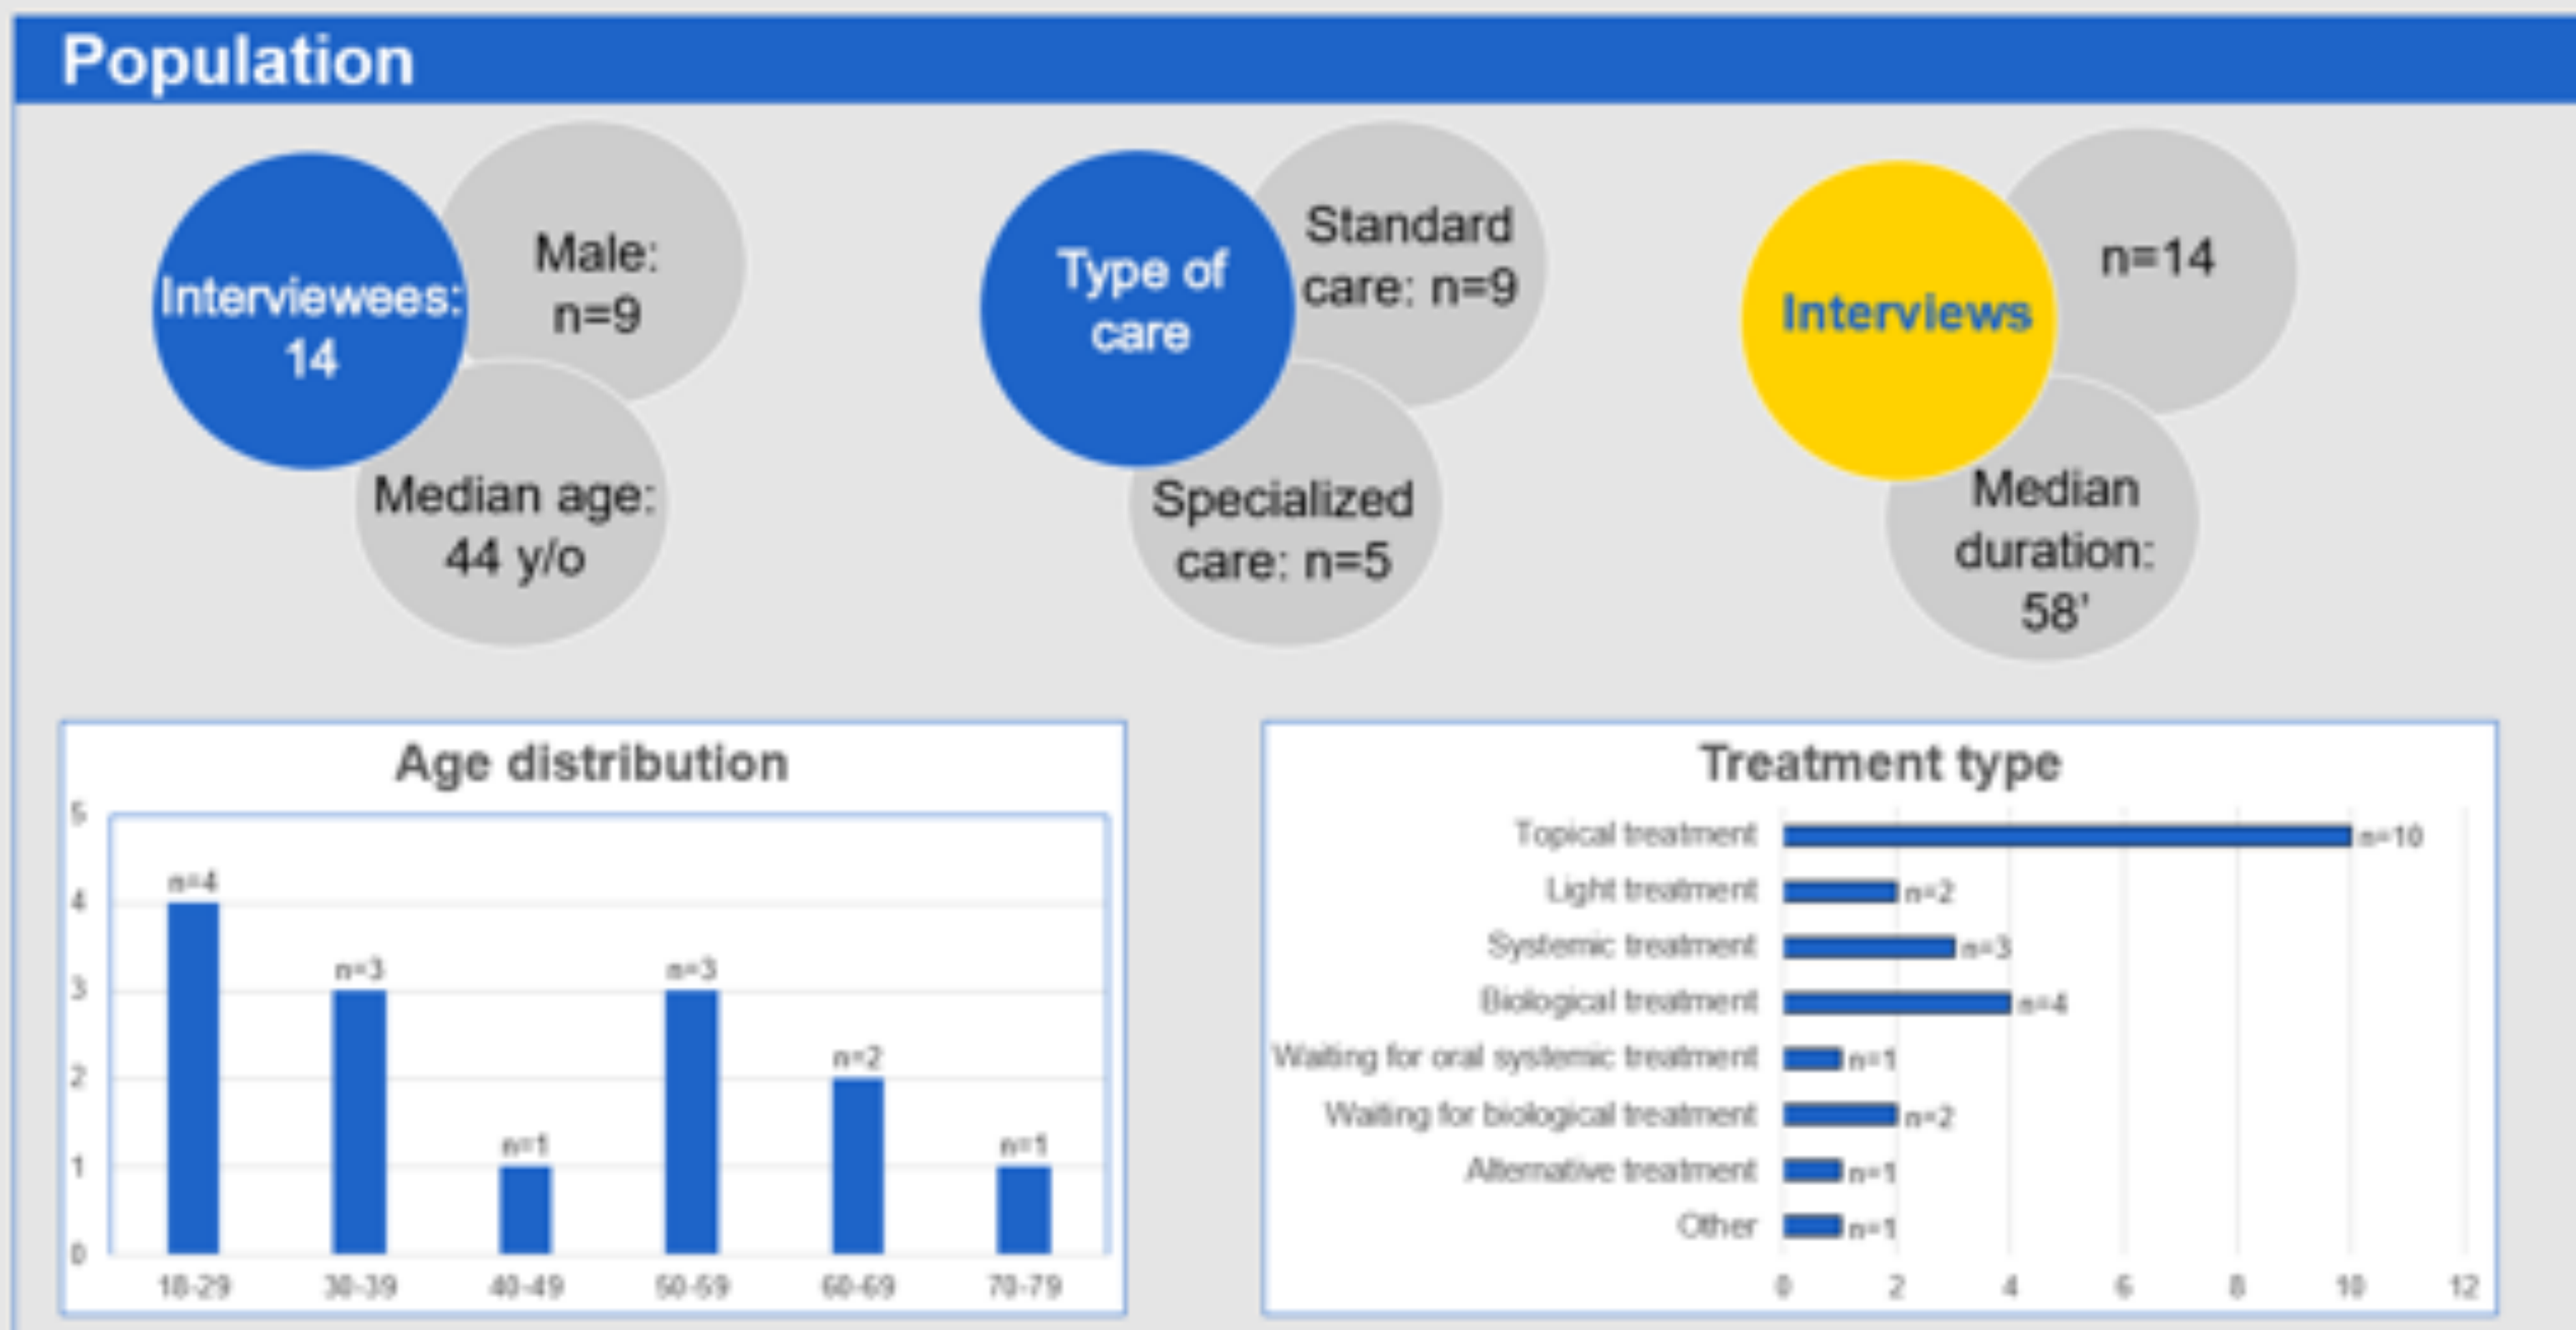 Population
Interviewees:
14
Male:
n=9
Median age:
44 y/o
Type of
care
Standard
care: n=9
Specialized
care: n=5
Interviews
n=14
Median
duration:
58'
Age distribution
5
4
3
2
1
0
n=4
n=3
n=1
n=3
n=2
n=1
18-29
30-39
40-49
50-59
60-69
70-79
Treatment type
Topical treatment n=10
Light treatment n=2
Systemic treatment n=3
Biological treatment n=4
Waiting for oral systemic treatment n=1
Waiting for biological treatment n=2
Alternative treatment n=1
Other n=1
0 2 4 6 8 10 12